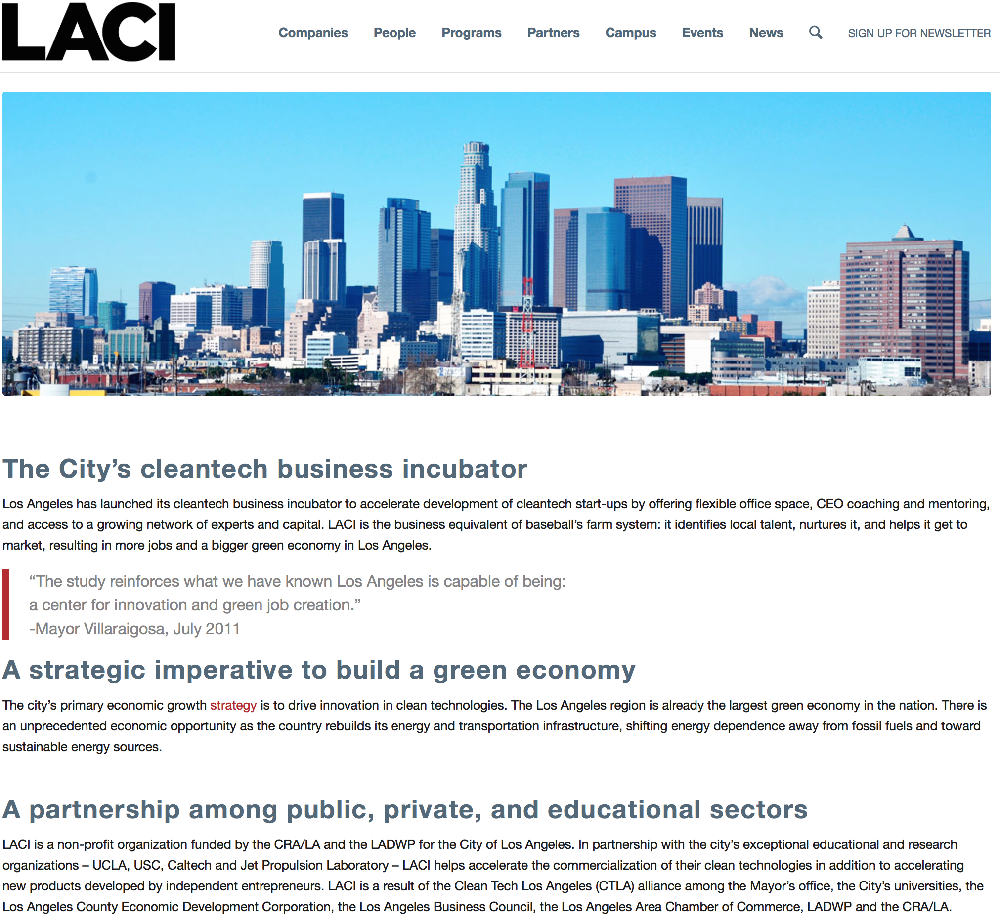 LACI
Companies People Programs Partners Campus Events News SIGN UP FOR NEWSLETTER
The City’s cleantech business incubator
Los Angeles has launched its cleantech business incubator to accelerate development of cleantech start-ups by offering flexible office space, CEO coaching and mentoring,
and access to a growing network of experts and capital. LACI is the business equivalent of baseball’s farm system: it identifies local talent, nurtures it, and helps it get to
market, resulting in more jobs and a bigger green economy in Los Angeles.
“The study reinforces what we have known Los Angeles is capable of being:
a center for innovation and green job creation.”
-Mayor Villaraigosa, July 2011
A strategic imperative to build a green economy
The city’s primary economic growth strategy is to drive innovation in clean technologies. The Los Angeles region is already the largest green economy in the nation. There is
an unprecedented economic opportunity as the country rebuilds its energy and transportation infrastructure, shifting energy dependence away from fossil fuels and toward
sustainable energy sources.
A partnership among public, private, and educational sectors
LACI is a non-profit organization funded by the CRA/LA and the LADWP for the City of Los Angeles. In partnership with the city’s exceptional educational and research
organizations – UCLA, USC, Caltech and Jet Propulsion Laboratory – LACI helps accelerate the commercialization of their clean technologies in addition to accelerating
new products developed by independent entrepreneurs. LACI is a result of the Clean Tech Los Angeles (CTLA) alliance among the Mayor’s office, the City’s universities, the
Los Angeles County Economic Development Corporation, the Los Angeles Business Council, the Los Angeles Area Chamber of Commerce, LADWP and the CRA/LA.